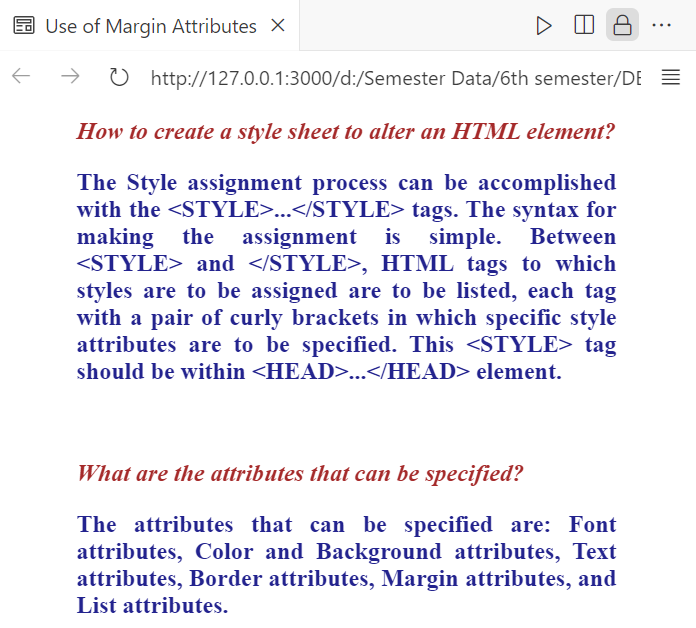 Use of Margin Attributes
http://127.0.0.1:3000/d:/Semester Data/6th semester/DE
How to create a style sheet to alter an HTML element?
The Style assignment process can be accomplished
with the <STYLE>...</STYLE> tags. The syntax for
making the assignment is simple. Between
<STYLE> and </STYLE>, HTML tags to which
styles are to be assigned are to be listed, each tag
with a pair of curly brackets in which specific style
attributes are to be specified. This <STYLE> tag
should be within <HEAD>...</HEAD> element.
What are the attributes that can be specified?
The attributes that can be specified are: Font
attributes, Color and Background attributes, Text
attributes, Border attributes, Margin attributes, and
List attributes.